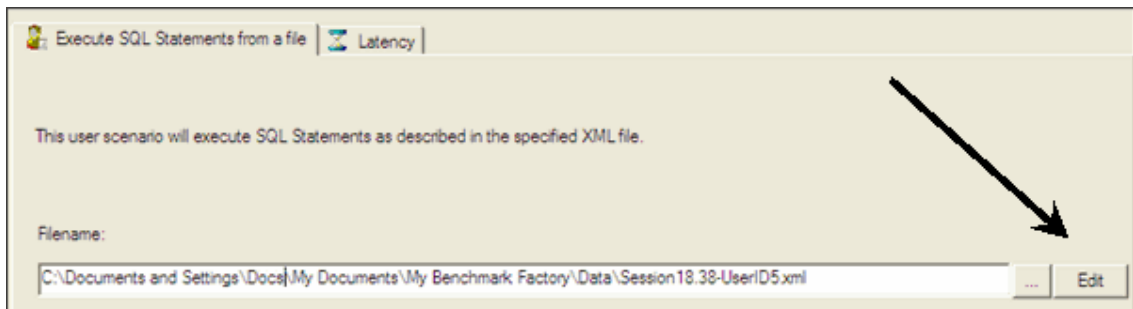 Execute SQL Statements from a file Latency
This user scenario will execute SQL Statements as described in the specified XML file.
Filename:
C:\Documents and Settings\Docs\My Documents\My Benchmark Factory\Data\Session18.38-UserID5.xml ... Edit